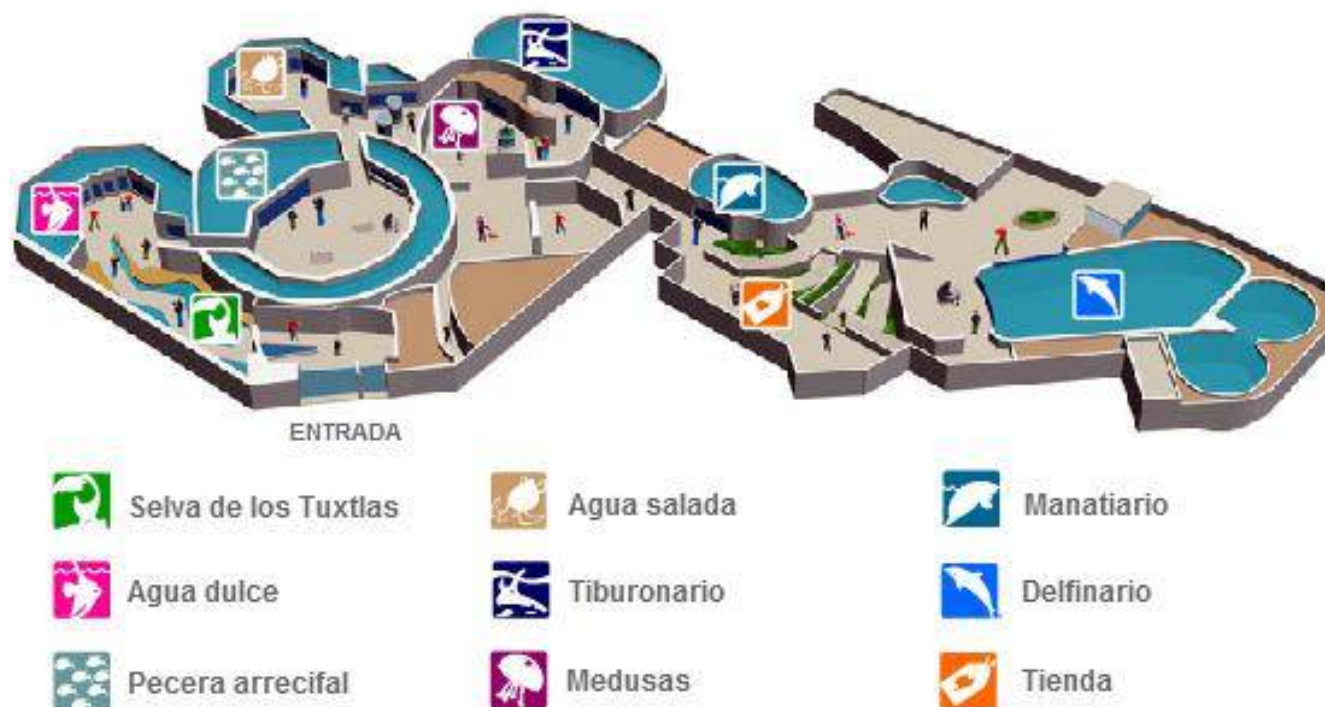 ENTRADA
Selva de los Tuxtlas
Agua salada
Manatiario
Agua dulce
Tiburonario
Delfinario
Pecera arrecifal
Medusas
Tienda